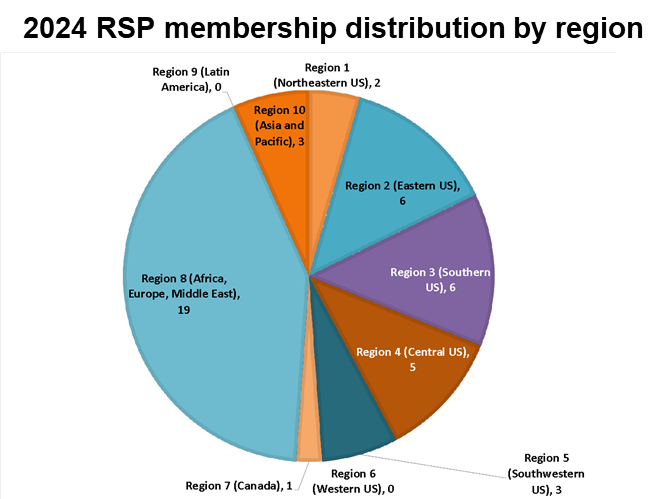 2024 RSP membership distribution by region
Region 9 (Latin
America), 0
Region 1
(Northeastern US), 2
Region 10
(Asia and
Pacific), 3
Region 2 (Eastern US),
6
Region 3 (Southern
US), 6
Region 8 (Africa,
Europe, Middle East),
19
Region 4 (Central US),
5
Region 5
(Southwestern
US), 3
Region 6
(Western US), 0
Region 7 (Canada), 1